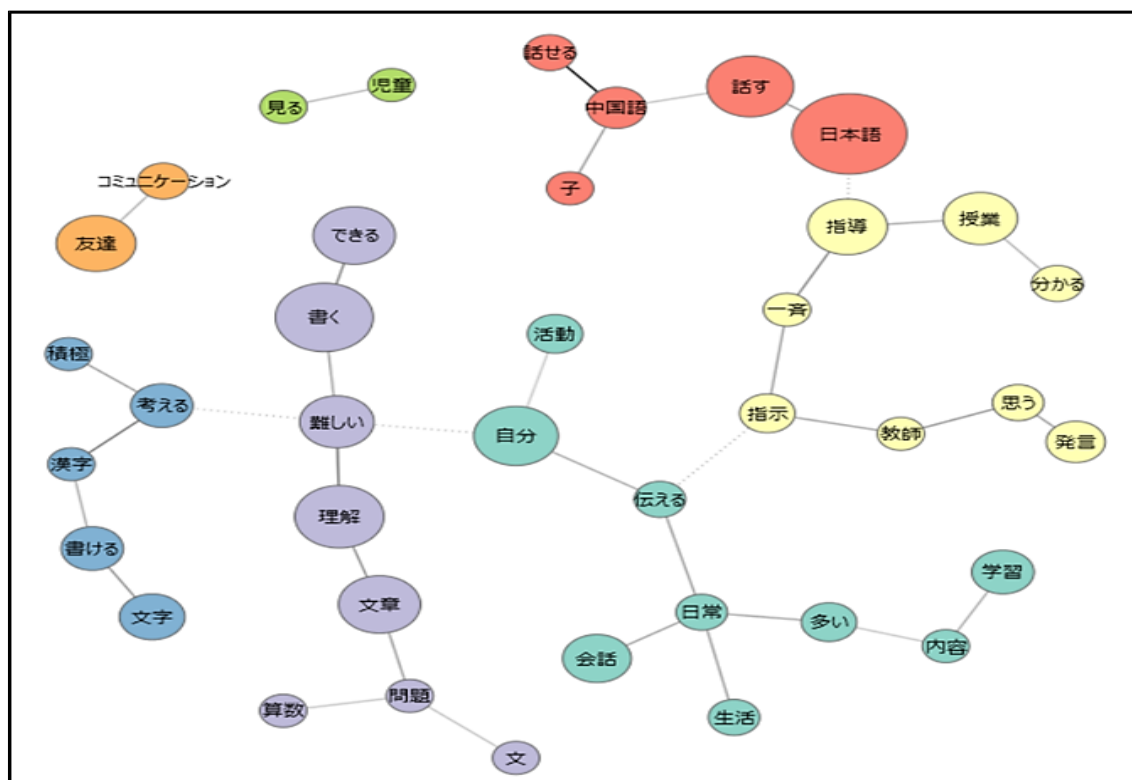 話せる
児童
見る
中国語
話す
日本語
コミュニケーション
子
友達
できる
指導
授業
分かる
一斉
書く
活動
積極
考える
難しい
自分
指示
思う
教師
発言
漢字
伝える
理解
書ける
文字
文章
日常
多い
学習
内容
会話
生活
問題
算数
文